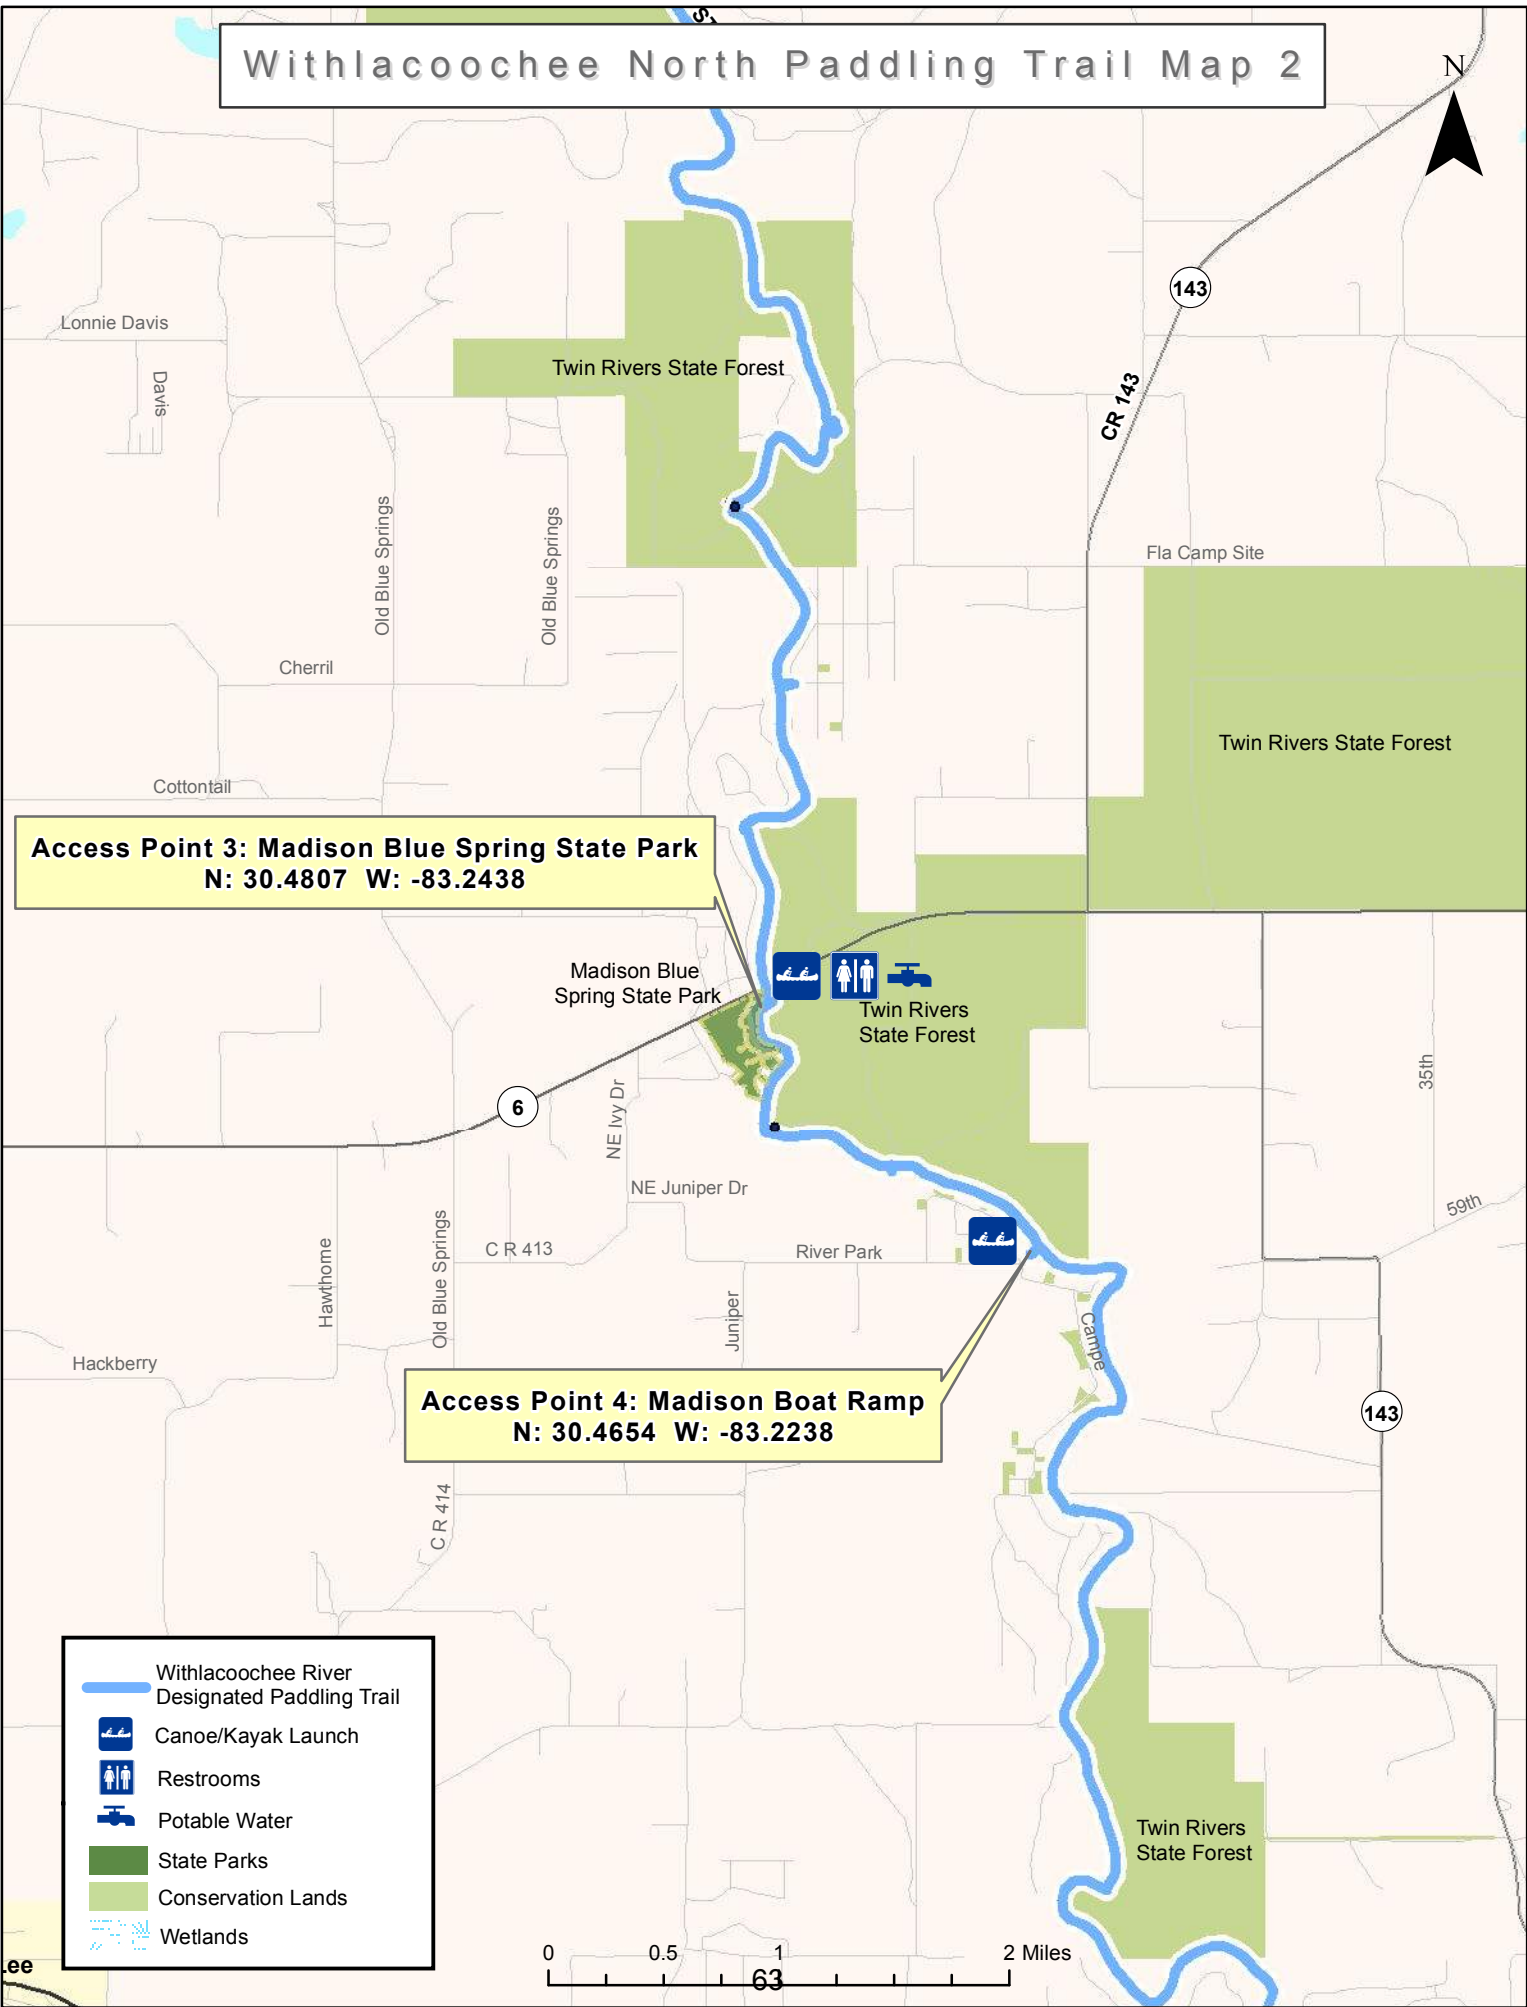 ST
Withlacoochee North Paddling Trail Map 2
N
143
Lonnie Davis
Davis
Twin Rivers State Forest
CR 143
Old Blue Springs
Old Blue Springs
Fla Camp Site
Cherril
Twin Rivers State Forest
Cottontail
Access Point 3: Madison Blue Spring State Park
N: 30.4807 W: -83.2438
Madison Blue
Spring State Park
Twin Rivers
State Forest
6
NE Ivy Dr
35th
NE Juniper Dr
59th
Hawthorne
Old Blue Springs
C R 413
River Park
Juniper
Campe
Hackberry
Access Point 4: Madison Boat Ramp
N: 30.4654 W: -83.2238
143
C R 414
Withlacoochee River
Designated Paddling Trail
Canoe/Kayak Launch
Restrooms
Potable Water
State Parks
Conservation Lands
Wetlands
Twin Rivers
State Forest
Lee
0 0.5 1 2 Miles
63